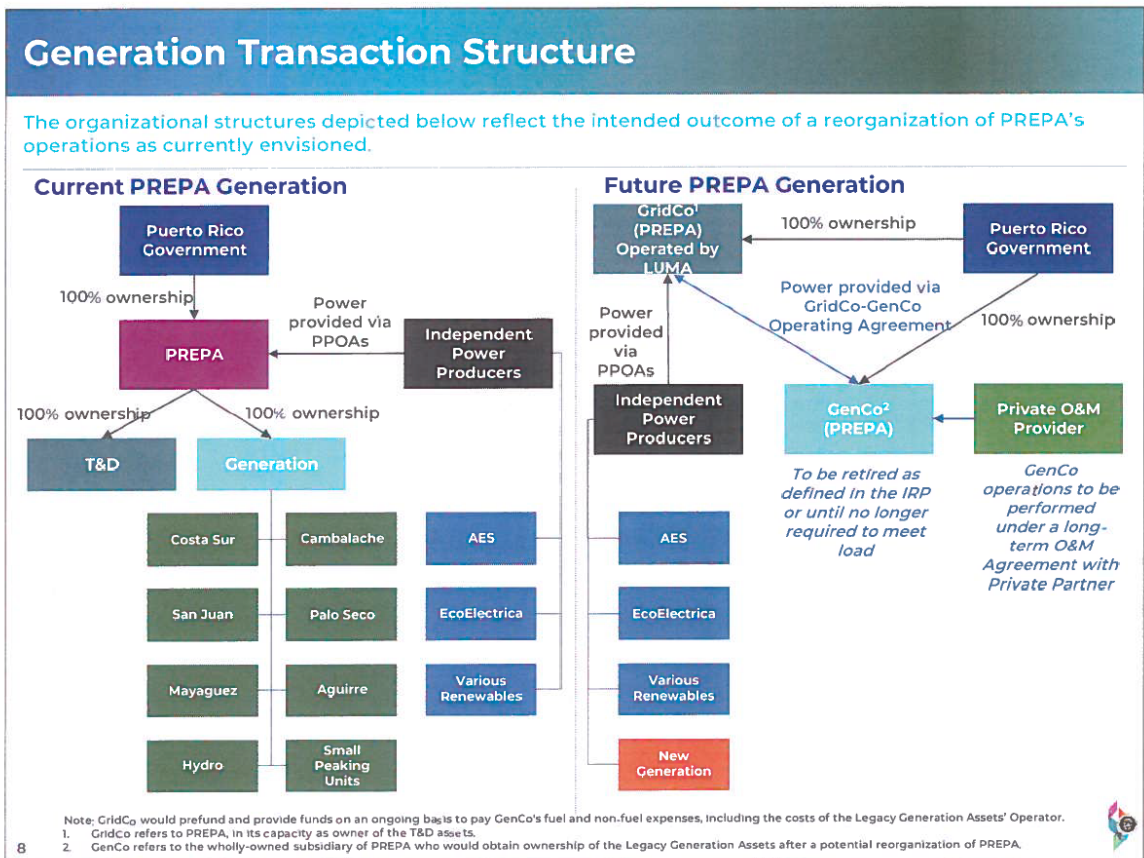 Generation Transaction Structure
The organizational structures depicted below reflect the intended outcome of a reorganization of PREPA's
operations as currently envisioned.
Current PREPA Generation
Puerto Rico
Government
100% ownership
PREPA
Power
provided via
PPOAs
Independent
Power
Producers
100% ownership
100% ownership
T&D
Generation
Costa Sur
Cambalache
AES
San Juan
Palo Seco
EcoElectrica
Mayaguez
Aguirre
Various
Renewables
Hydro
Small
Peaking
Units
Future PREPA Generation
GridCo¹
(PREPA)
Operated by
LUMA
100% ownership
Puerto Rico
Government
Power provided via
GridCo-GenCo
Operating Agreement
100% ownership
Power
provided
via
PPOAs
Independent
Power
Producers
GenCo²
(PREPA)
Private O&M
Provider
To be retired as
defined in the IRP
or until no longer
required to meet
load
GenCo
operations to be
performed
under a long-
term O&M
Agreement with
Private Partner
AES
EcoElectrica
Various
Renewables
New
Generation
Note: GridCo would prefund and provide funds on an ongoing basis to pay GenCo's fuel and non-fuel expenses, including the costs of the Legacy Generation Assets' Operator.
1. GridCo refers to PREPA, in its capacity as owner of the T&D assets.
2. GenCo refers to the wholly-owned subsidiary of PREPA who would obtain ownership of the Legacy Generation Assets after a potential reorganization of PREPA.
8